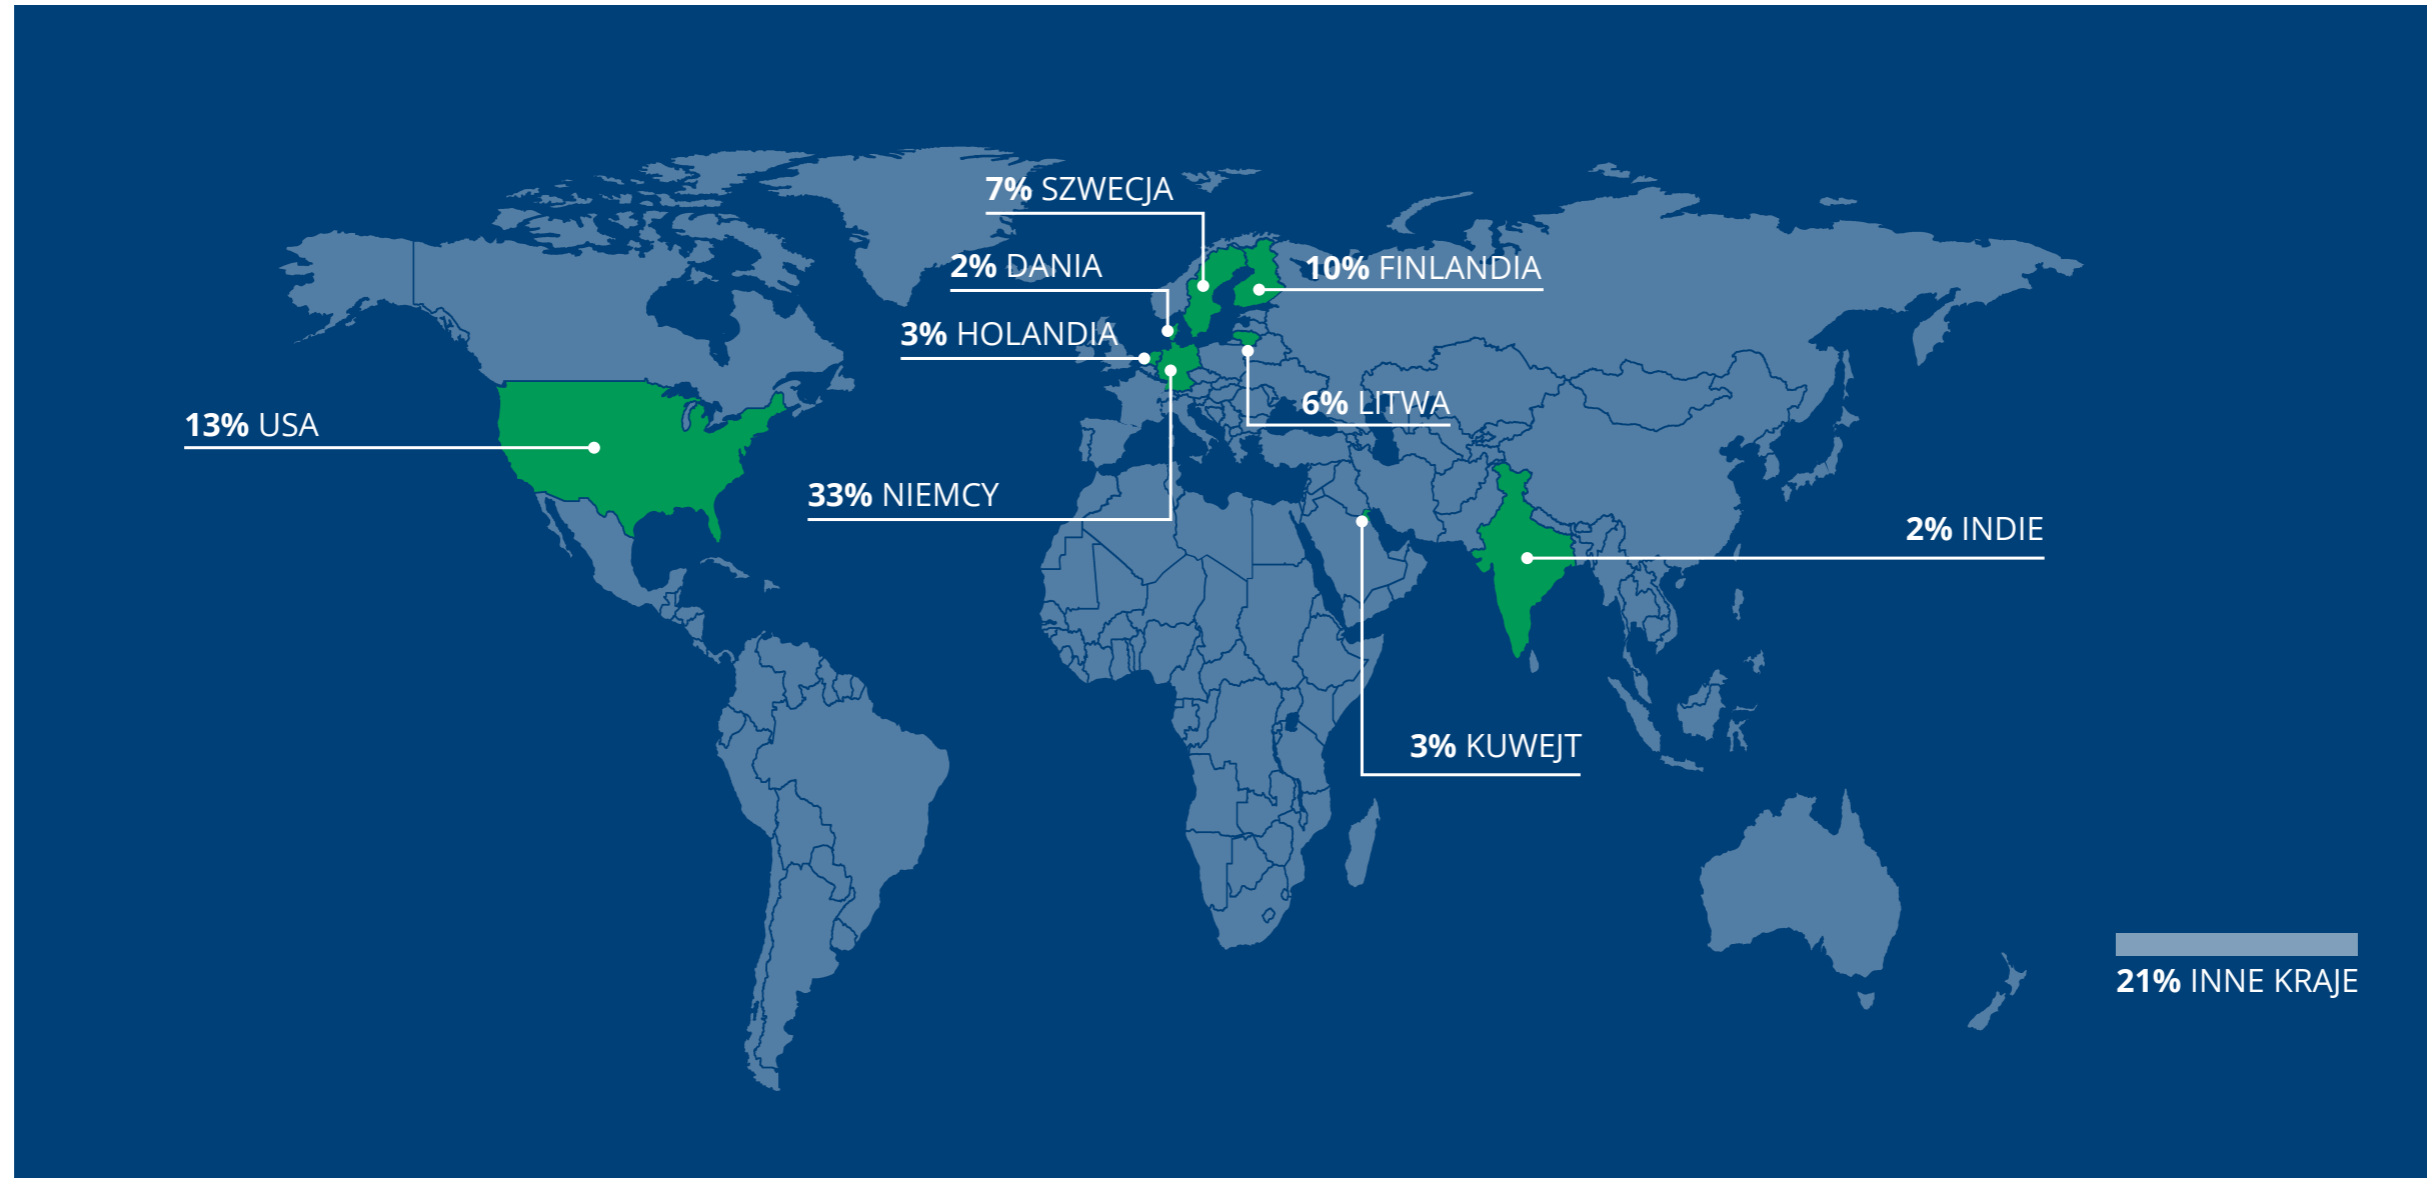 7% SZWECJA
2% DANIA
10% FINLANDIA
3% HOLANDIA
6% LITWA
13% USA
33% NIEMCY
2% INDIE
3% KUWEJT
21% INNE KRAJE